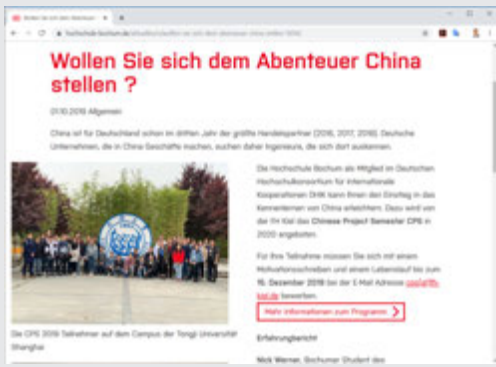 Wollen Sie sich dem Abenteuer China
stellen ?
01.10.2019 Allgemein
China ist für Deutschland schon im dritten Jahr der größte Handelspartner (2016, 2017, 2018). Deutsche
Unternehmen, die in China Geschäfte machen, suchen daher Ingenieure, die sich dort auskennen.
Die Hochschule Bochum als Mitglied im Deutschen
Hochschulkonsortium für Internationale
Kooperationen DHIK kann Ihnen den Einstieg in das
Kennenlernen von China erleichtern. Dazu wird von
der FH Kiel das Chinese Project Semester CPS in
2020 angeboten.
Für Ihre Teilnahme müssen Sie sich mit einem
Motivationsschreiben und einem Lebenslauf bis zum
15. Dezember 2019 bei der E-Mail Adresse cps(at)fh-
kiel.de bewerben.
Mehr Informationen zum Programm
Die CPS 2019 Teilnehmer auf dem Campus der Tongji Universität
Shanghai
Erfahrungbericht
Nick Werner, Bochumer Student des